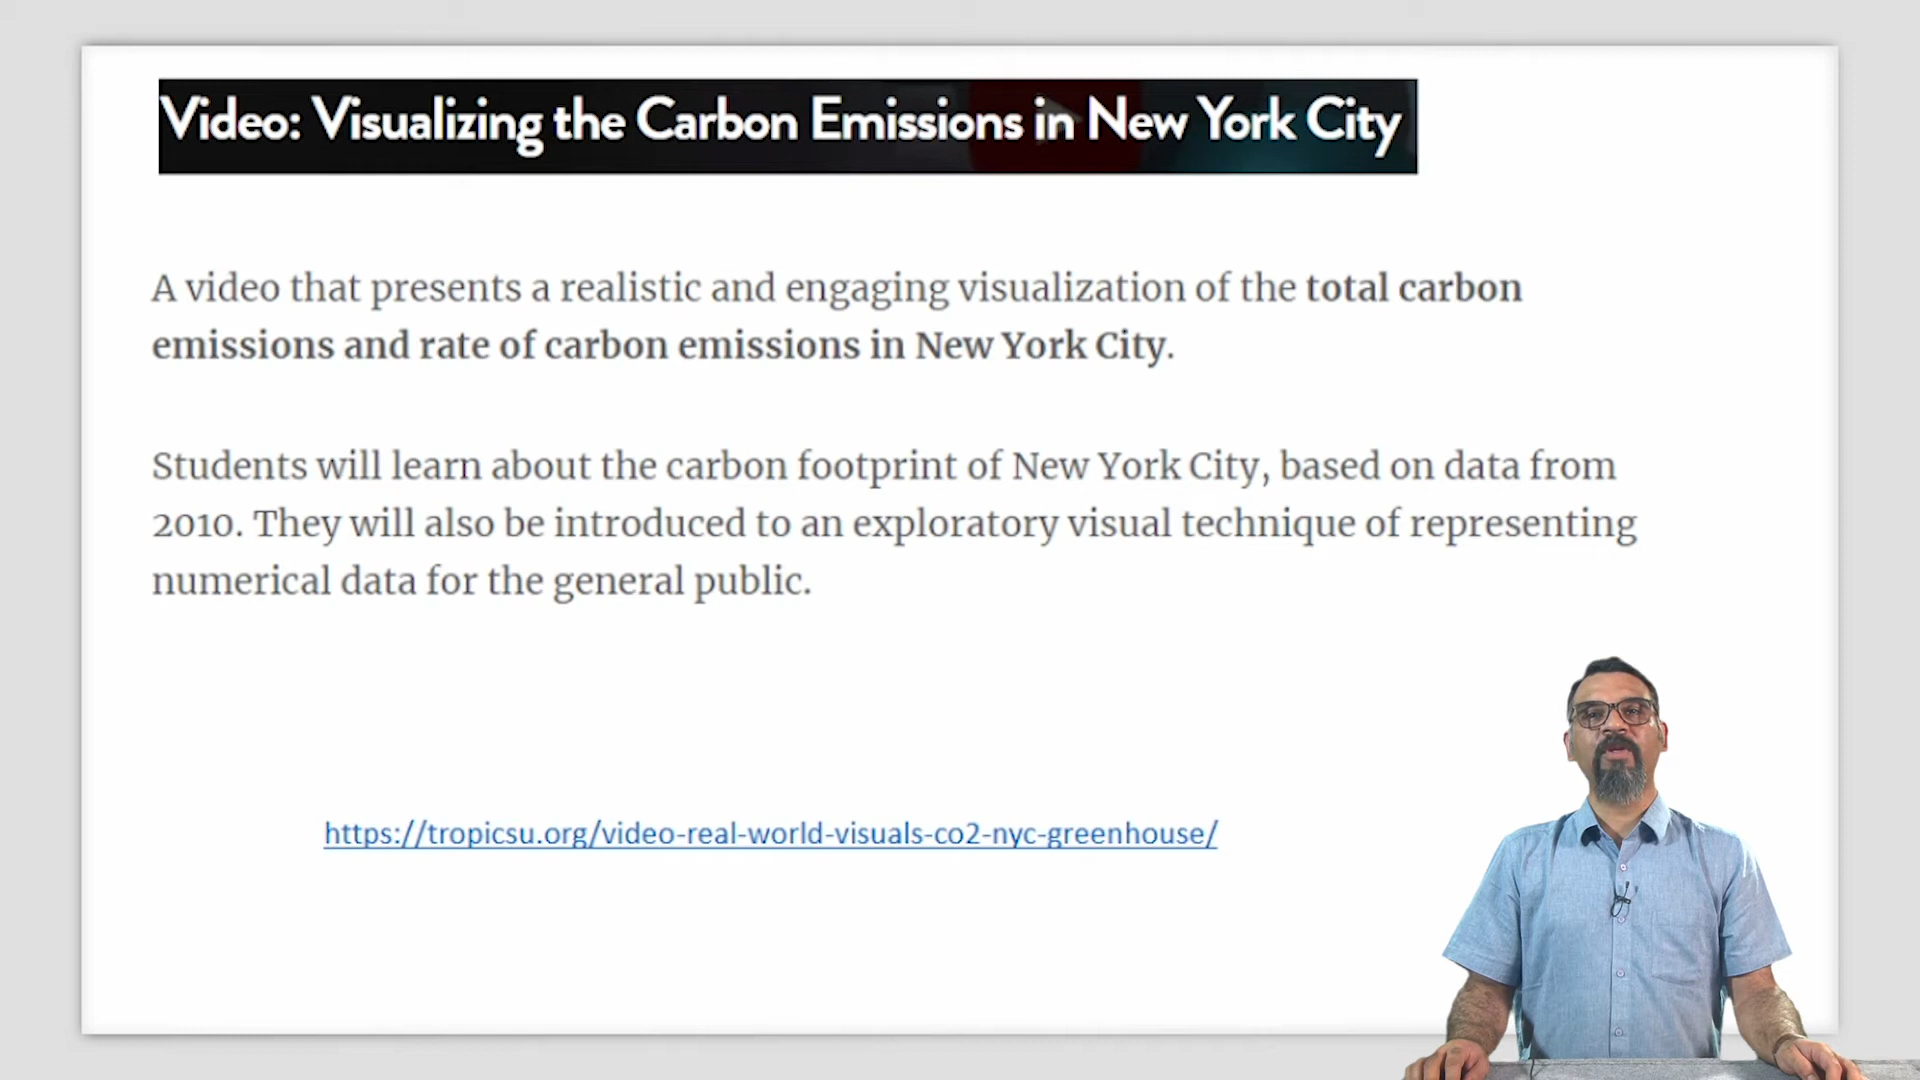 Video: Visualizing the Carbon Emissions in New York City
A video that presents a realistic and engaging visualization of the total carbon
emissions and rate of carbon emissions in New York City.
Students will learn about the carbon footprint of New York City, based on data from
2010. They will also be introduced to an exploratory visual technique of representing
numerical data for the general public.
https://tropicsu.org/video-real-world-visuals-co2-nyc-greenhouse/